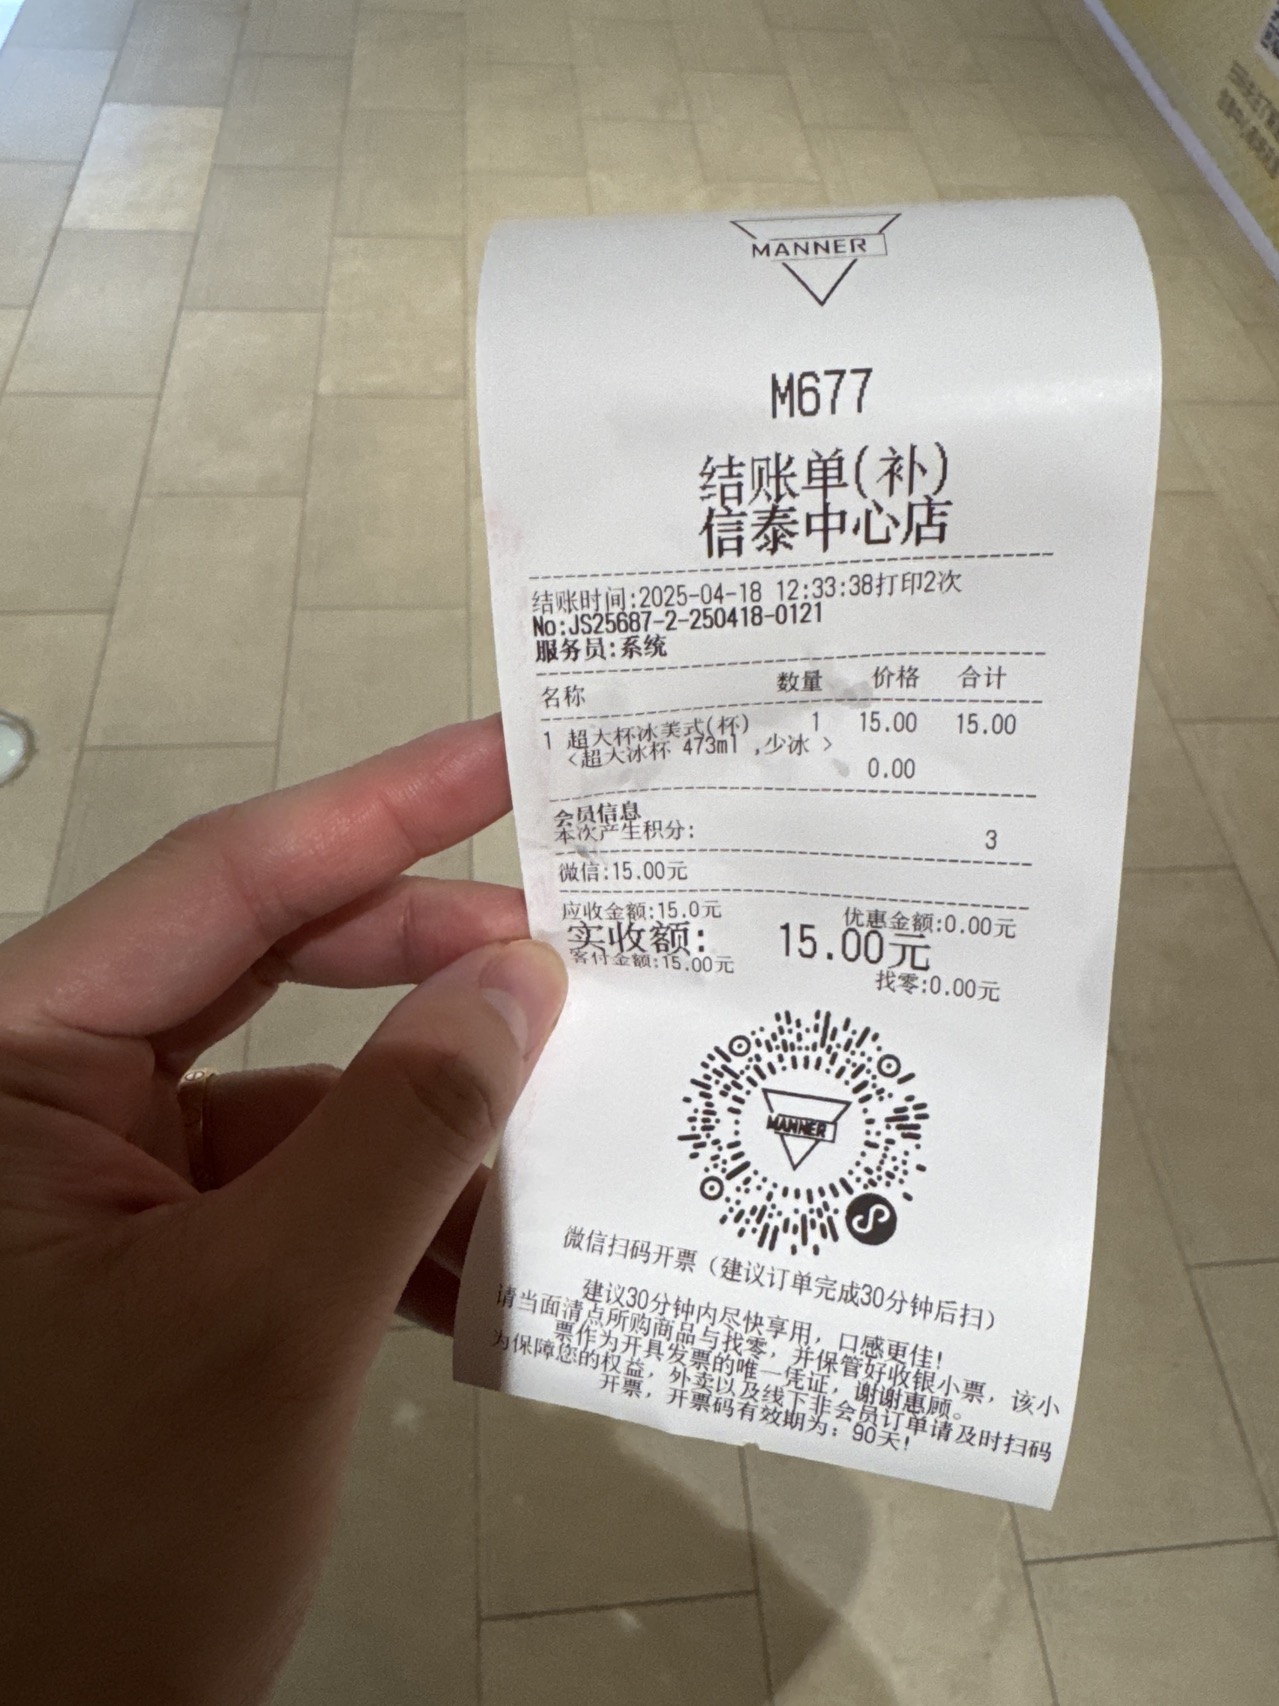 MANNER
M677
结账单(补)
信泰中心店
结账时间:2025-04-18 12:33:38打印2次
No:JS25687-2-250418-0121
服务员:系统
名称 数量 价格 合计
1 超大杯冰美式(杯) 1 15.00 15.00
<超大冰杯 473ml ,少冰 >
0.00
会员信息
本次产生积分: 3
微信:15.00元
应收金额:15.0元 优惠金额:0.00元
实收额: 15.00元
客付金额:15.00元 找零:0.00元
MANNER
微信扫码开票（建议订单完成30分钟后扫）
建议30分钟内尽快享用，口感更佳！
请当面清点所购商品与找零，并保管好收银小票，该小
票作为开具发票的唯一凭证，谢谢惠顾。
为保障您的权益，外卖以及线下非会员订单请及时扫码
开票，开票码有效期为：90天！